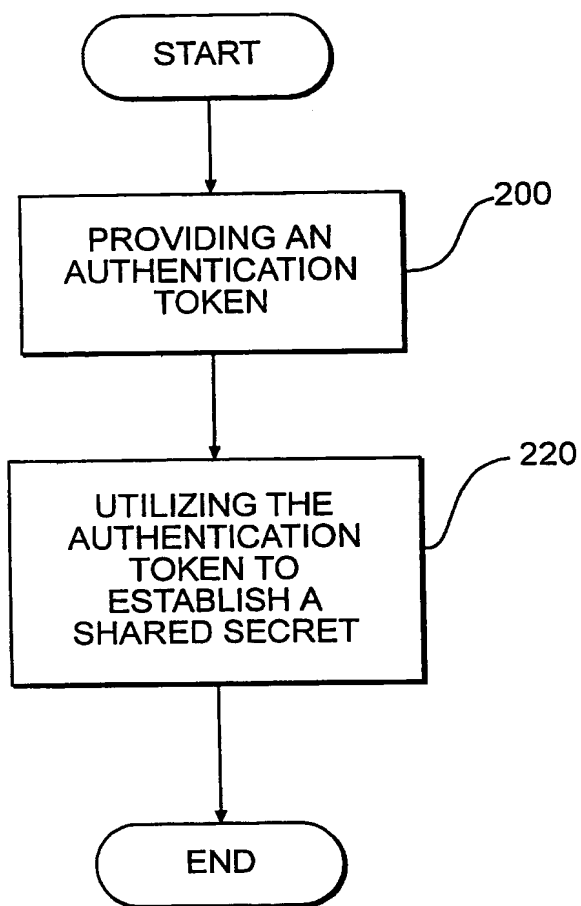 START
200
PROVIDING AN
AUTHENTICATION
TOKEN
220
UTILIZING THE
AUTHENTICATION
TOKEN TO
ESTABLISH A
SHARED SECRET
END